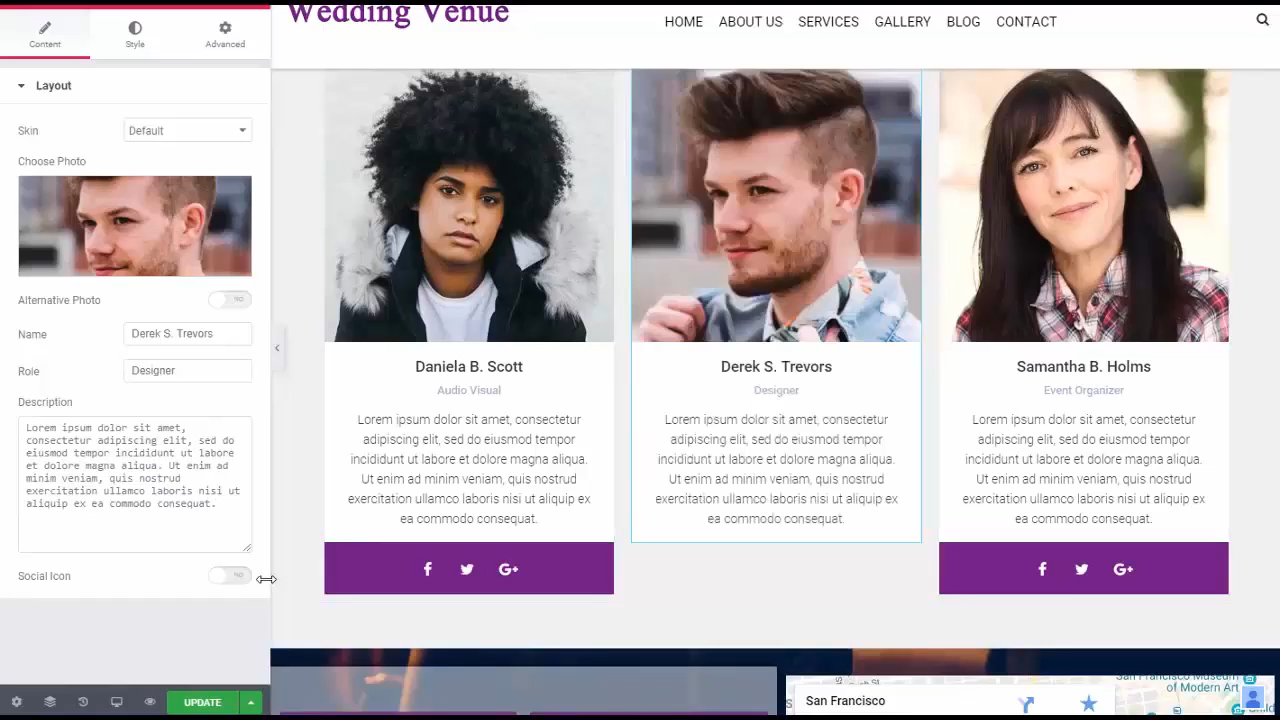 Wedding Venue
HOME ABOUT US SERVICES GALLERY BLOG CONTACT
Content Style Advanced
Layout
Skin Default
Choose Photo
Alternative Photo NO
Name Derek S. Trevors
Role Designer
Description
Lorem ipsum dolor sit amet,
consectetur adipiscing elit, sed do
eiusmod tempor incididunt ut labore
et dolore magna aliqua. Ut enim ad
minim veniam, quis nostrud
exercitation ullamco laboris nisi ut
aliquip ex ea commodo consequat.
Social Icon NO
UPDATE
Daniela B. Scott
Audio Visual
Lorem ipsum dolor sit amet, consectetur
adipiscing elit, sed do eiusmod tempor
incididunt ut labore et dolore magna aliqua.
Ut enim ad minim veniam, quis nostrud
exercitation ullamco laboris nisi ut aliquip ex
ea commodo consequat.
Derek S. Trevors
Designer
Lorem ipsum dolor sit amet, consectetur
adipiscing elit, sed do eiusmod tempor
incididunt ut labore et dolore magna aliqua.
Ut enim ad minim veniam, quis nostrud
exercitation ullamco laboris nisi ut aliquip ex
ea commodo consequat.
Samantha B. Holms
Event Organizer
Lorem ipsum dolor sit amet, consectetur
adipiscing elit, sed do eiusmod tempor
incididunt ut labore et dolore magna aliqua.
Ut enim ad minim veniam, quis nostrud
exercitation ullamco laboris nisi ut aliquip ex
ea commodo consequat.
San Francisco
San Francisco Museum
of Modern Art